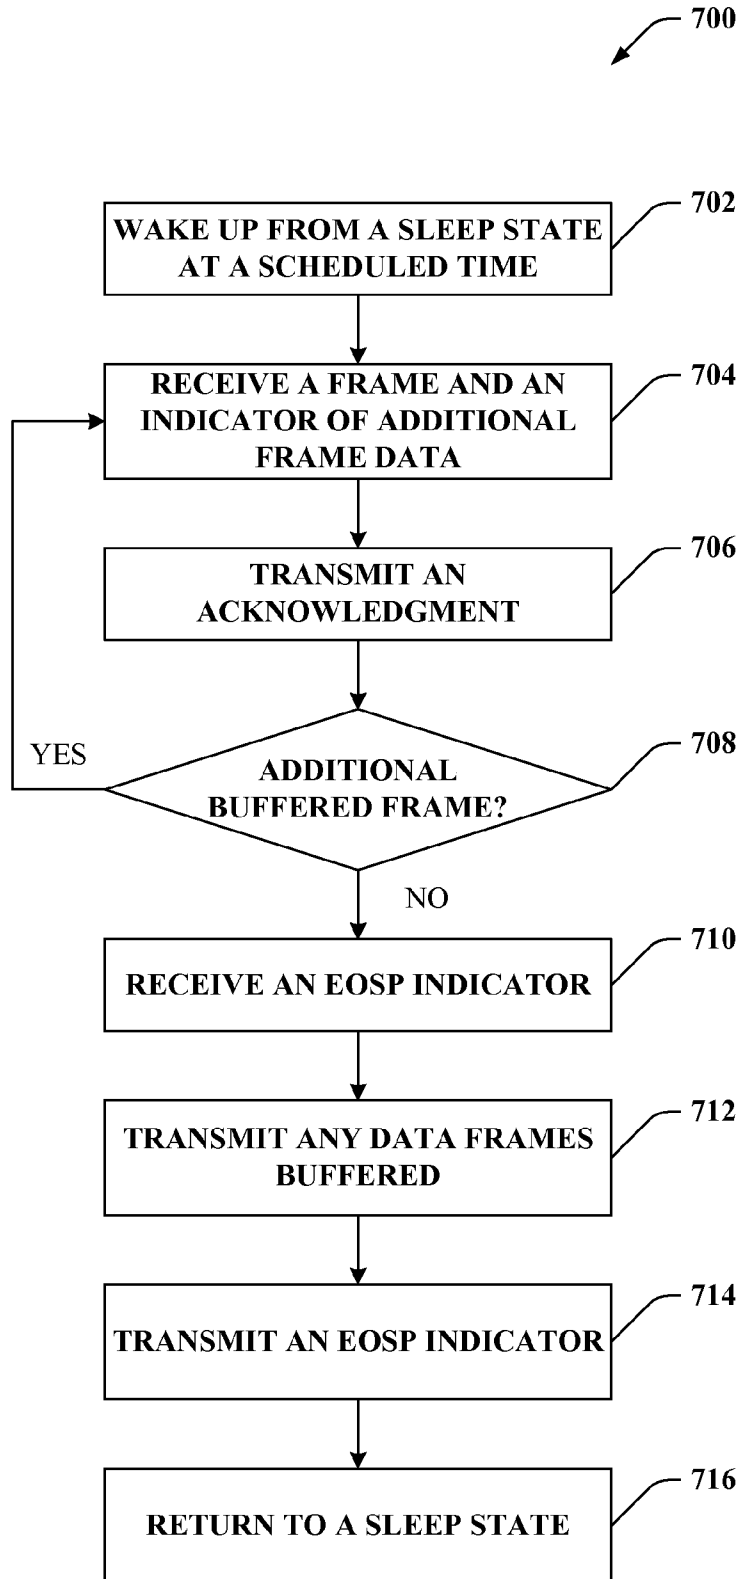 700
702
WAKE UP FROM A SLEEP STATE
AT A SCHEDULED TIME
704
RECEIVE A FRAME AND AN
INDICATOR OF ADDITIONAL
FRAME DATA
706
TRANSMIT AN
ACKNOWLEDGMENT
708
YES
ADDITIONAL
BUFFERED FRAME?
NO
710
RECEIVE AN EOSP INDICATOR
712
TRANSMIT ANY DATA FRAMES
BUFFERED
714
TRANSMIT AN EOSP INDICATOR
716
RETURN TO A SLEEP STATE